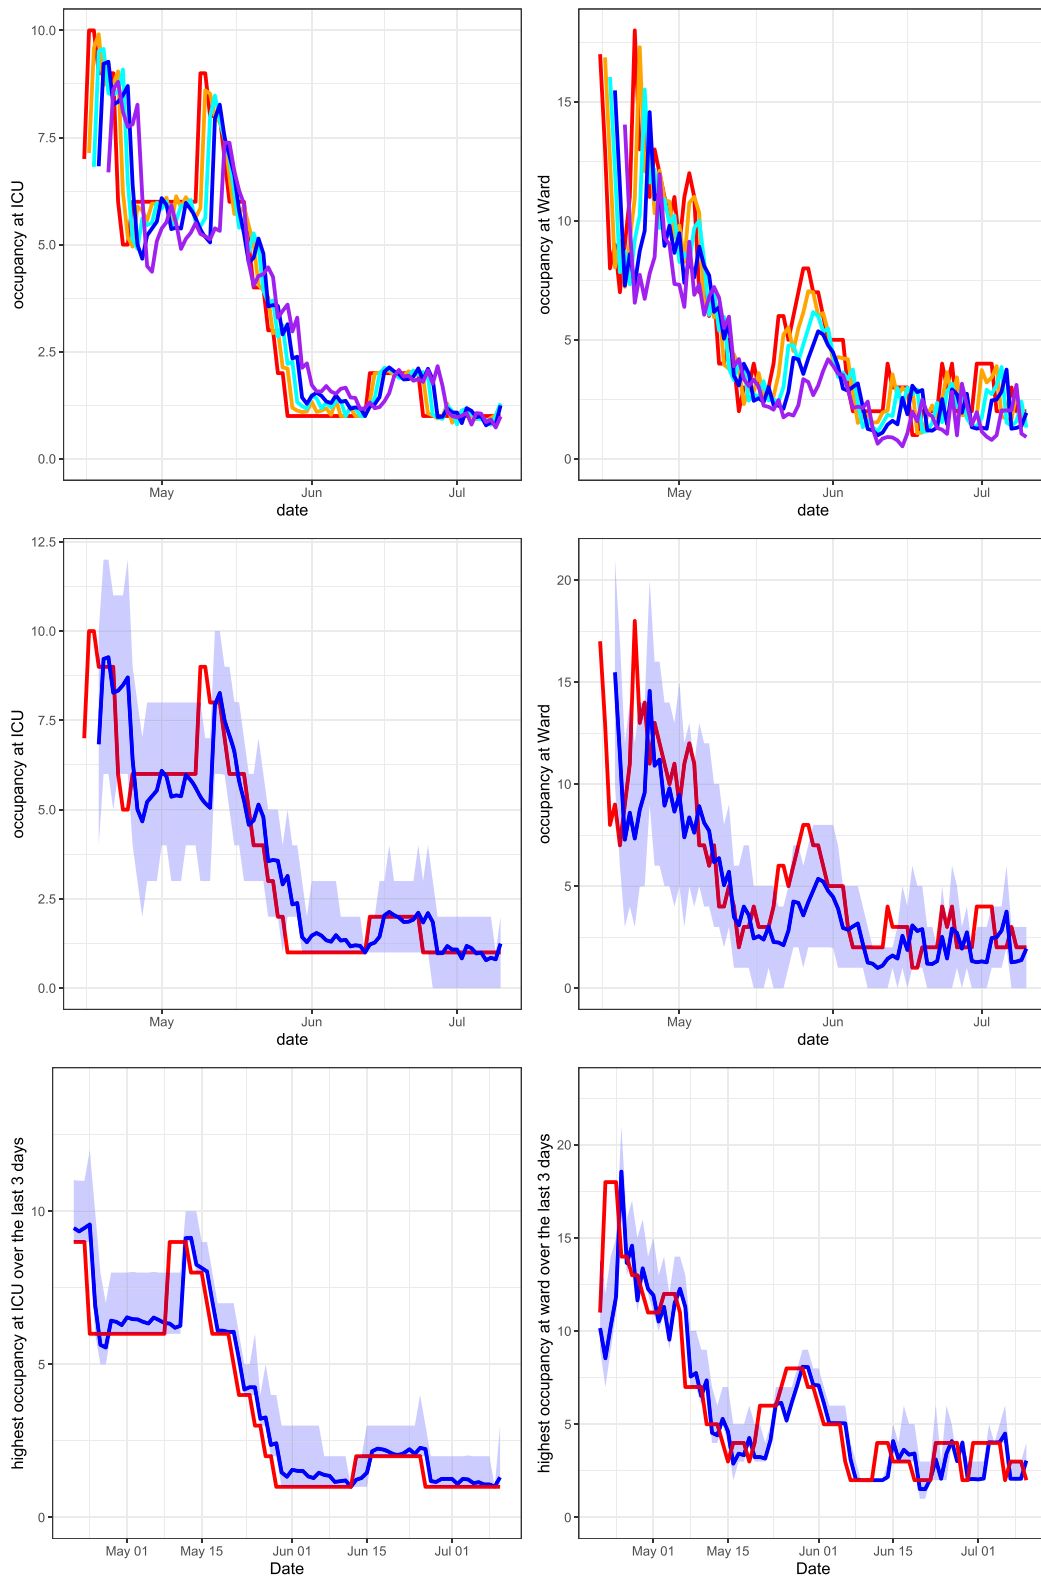 occupancy at ICU
10.0
7.5
5.0
2.5
0.0
May
Jun
Jul
date
occupancy at Ward
15
10
5
0
May
Jun
Jul
date
occupancy at ICU
12.5
10.0
7.5
5.0
2.5
0.0
May
Jun
Jul
date
occupancy at Ward
20
15
10
5
0
May
Jun
Jul
date
highest occupancy at ICU over the last 3 days
10
5
0
May 01
May 15
Jun 01
Jun 15
Jul 01
Date
highest occupancy at ward over the last 3 days
20
15
10
5
0
May 01
May 15
Jun 01
Jun 15
Jul 01
Date